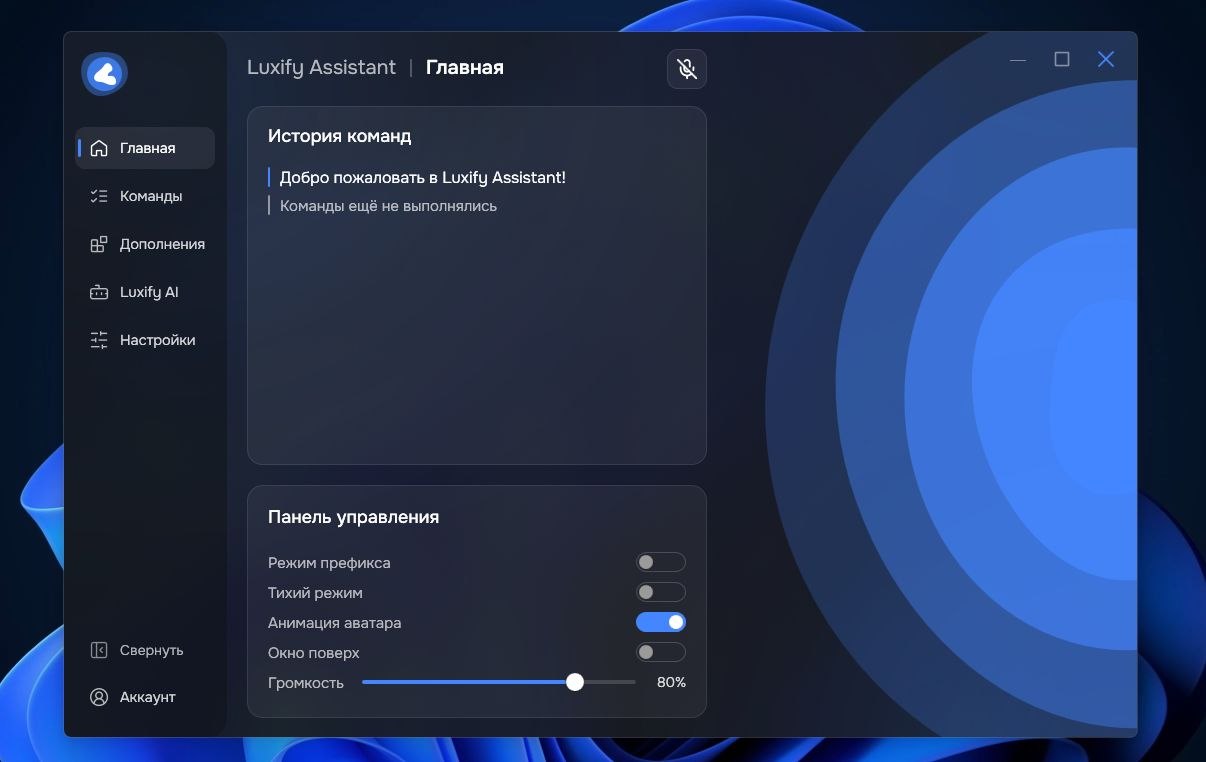 Luxify Assistant | Главная
Главная
Команды
Дополнения
Luxify AI
Настройки
Свернуть
Аккаунт
История команд
Добро пожаловать в Luxify Assistant!
Команды ещё не выполнялись
Панель управления
Режим префикса
Тихий режим
Анимация аватара
Окно поверх
Громкость 80%